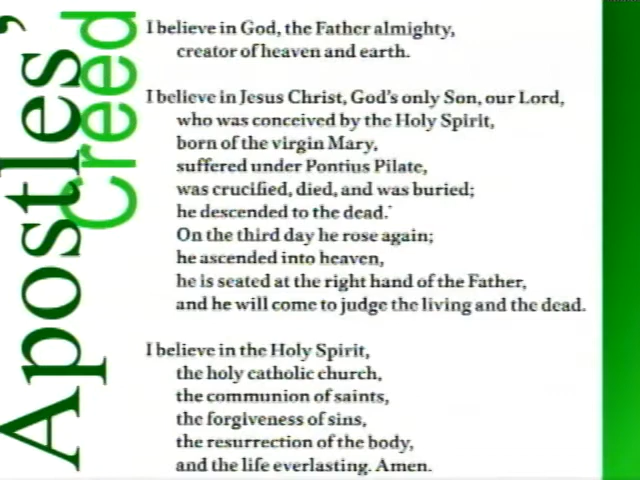 Apostles'
Creed
I believe in God, the Father almighty,
creator of heaven and earth.
I believe in Jesus Christ, God's only Son, our Lord,
who was conceived by the Holy Spirit,
born of the virgin Mary,
suffered under Pontius Pilate,
was crucified, died, and was buried;
he descended to the dead.*
On the third day he rose again;
he ascended into heaven,
he is seated at the right hand of the Father,
and he will come to judge the living and the dead.
I believe in the Holy Spirit,
the holy catholic church,
the communion of saints,
the forgiveness of sins,
the resurrection of the body,
and the life everlasting. Amen.